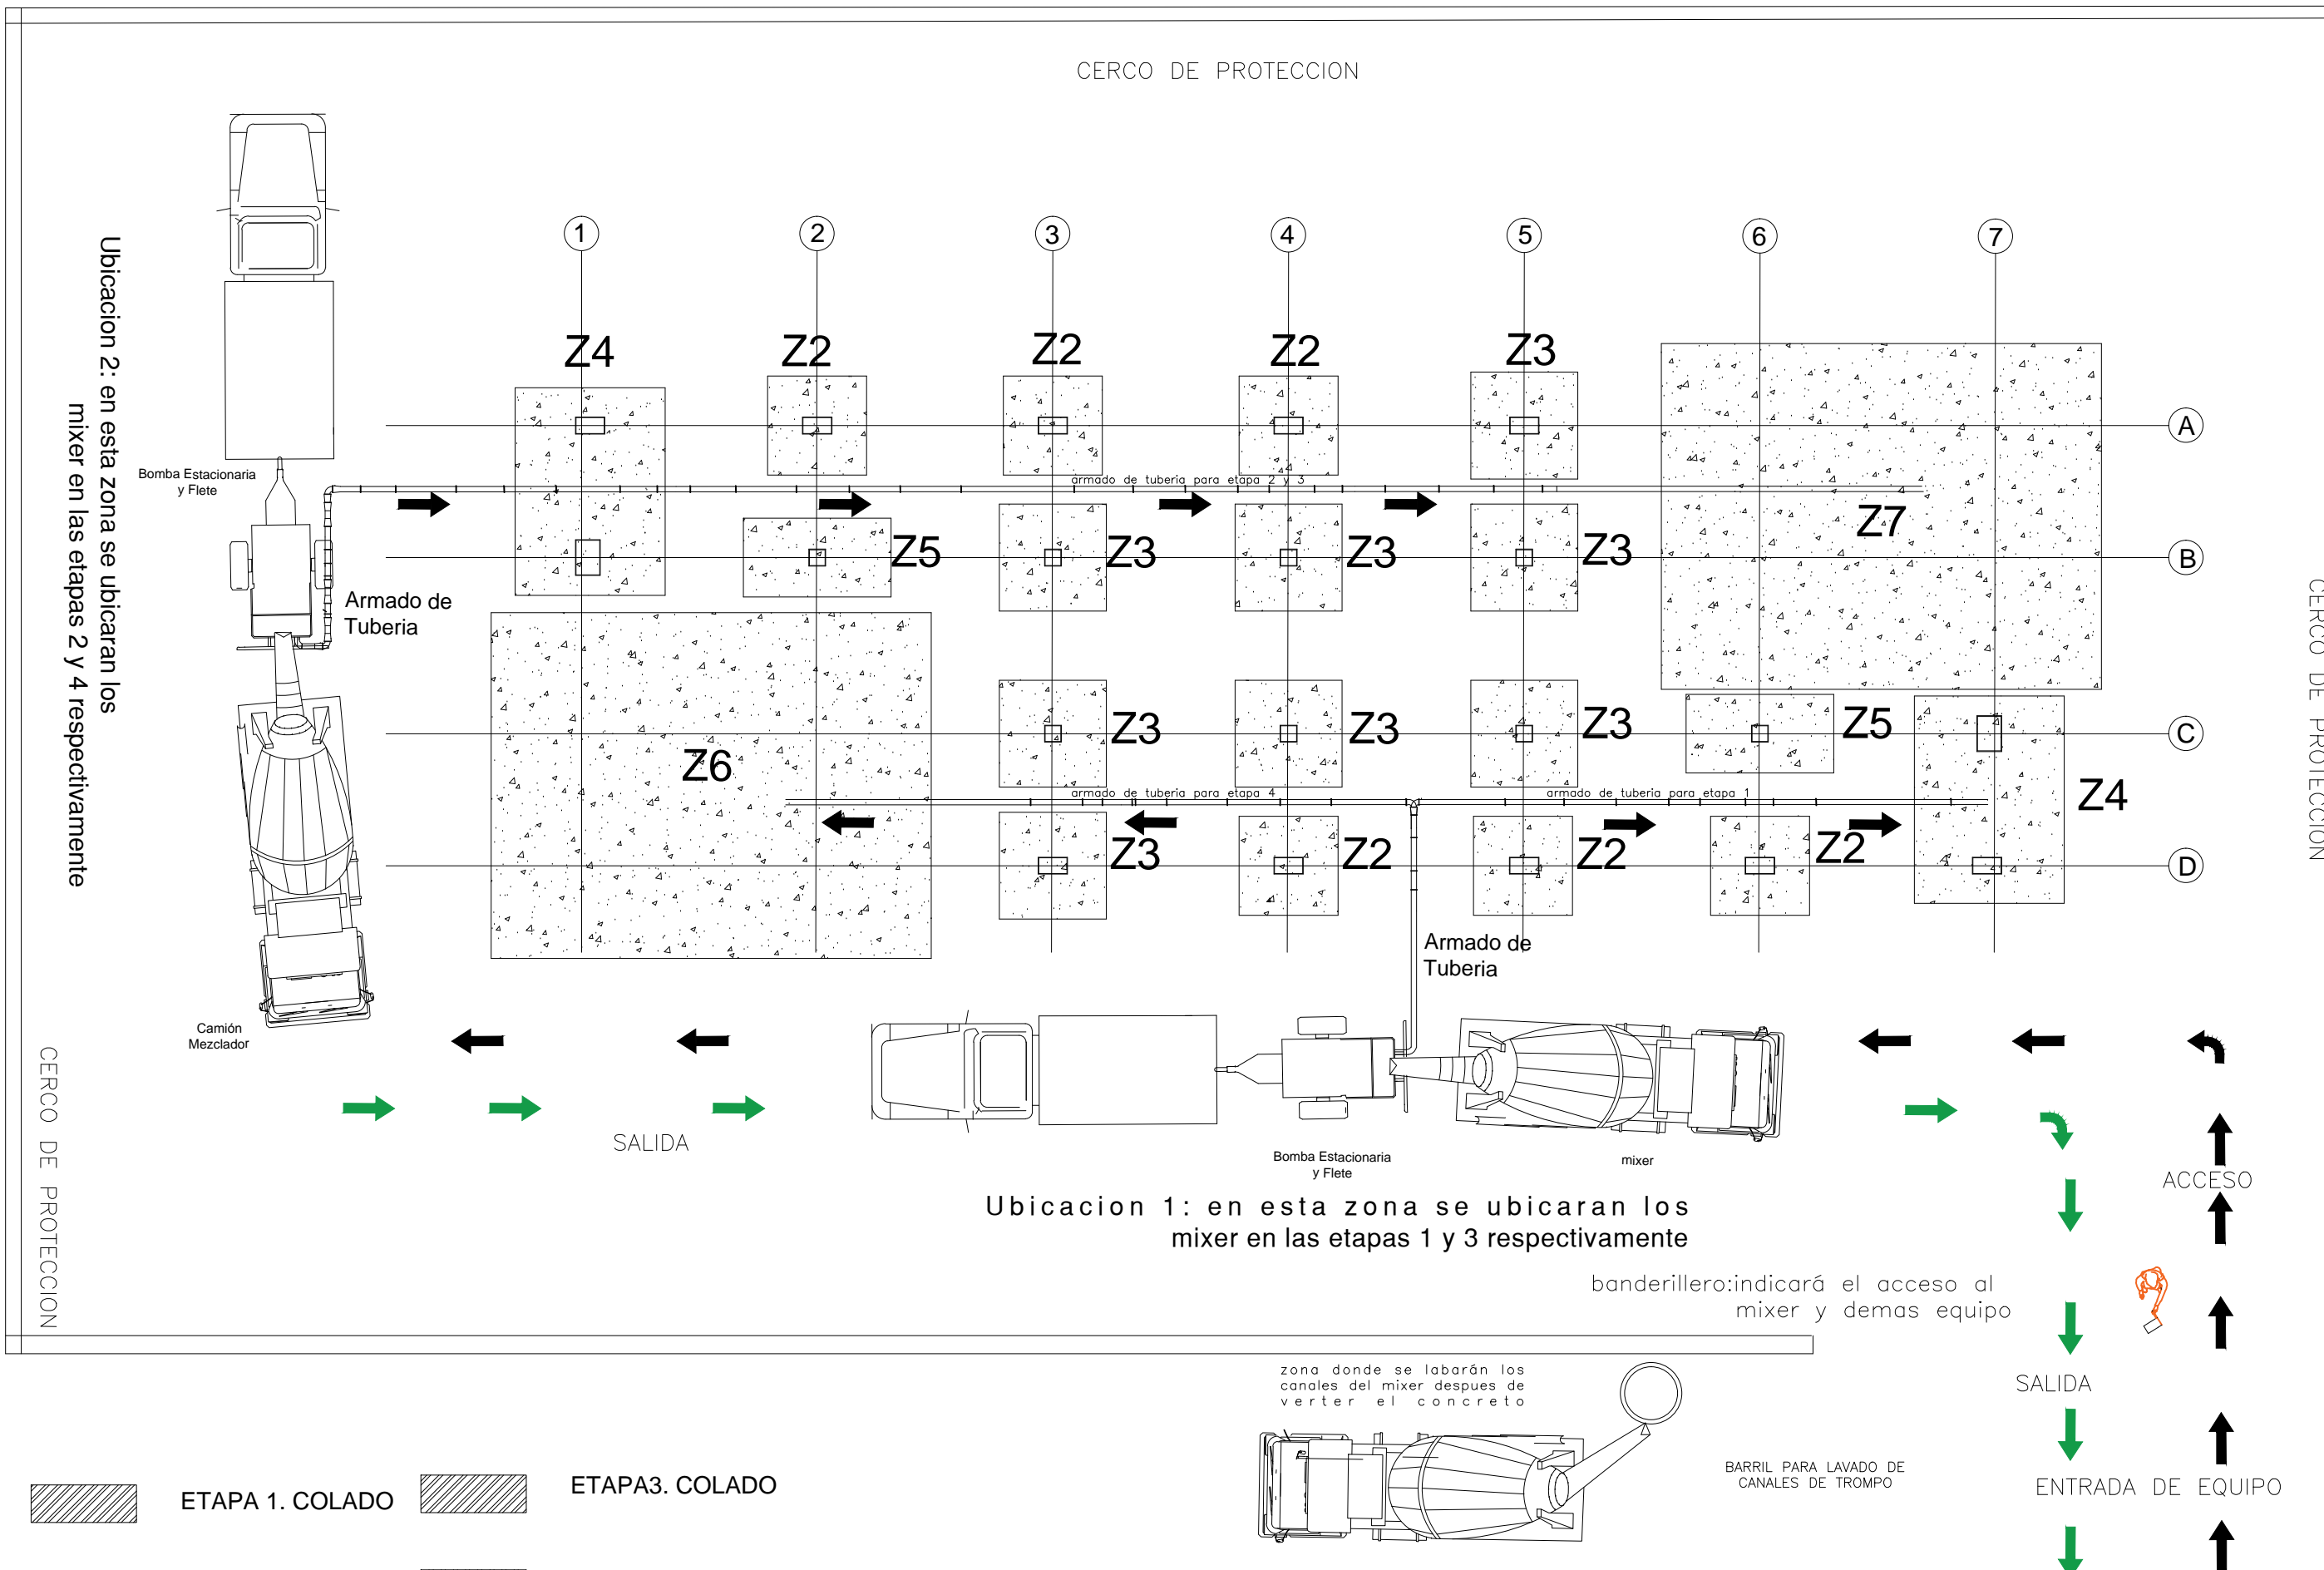 CERCO DE PROTECCION
Ubicacion 2: en esta zona se ubicaran los
mixer en las etapas 2 y 4 respectivamente
1
2
3
4
5
6
7
Z4
Z2
Z2
Z2
Z3
A
Bomba Estacionaria
y Flete
armado de tuberia para etapa 2 y 3
Z7
Z5
Z3
Z3
Z3
B
Armado de
Tuberia
CERCO DE PROTECCION
Z6
Z3
Z3
Z3
Z5
C
Z4
armado de tuberia para etapa 4
armado de tuberia para etapa 1
Z3
Z2
Z2
Z2
D
Armado de
Tuberia
Camión
Mezclador
CERCO DE PROTECCION
SALIDA
Bomba Estacionaria
y Flete
mixer
ACCESO
Ubicacion 1: en esta zona se ubicaran los
mixer en las etapas 1 y 3 respectivamente
banderillero:indicará el acceso al
mixer y demas equipo
zona donde se labarán los
canales del mixer despues de
verter el concreto
SALIDA
BARRIL PARA LAVADO DE
CANALES DE TROMPO
ENTRADA DE EQUIPO
ETAPA 1. COLADO
ETAPA3. COLADO